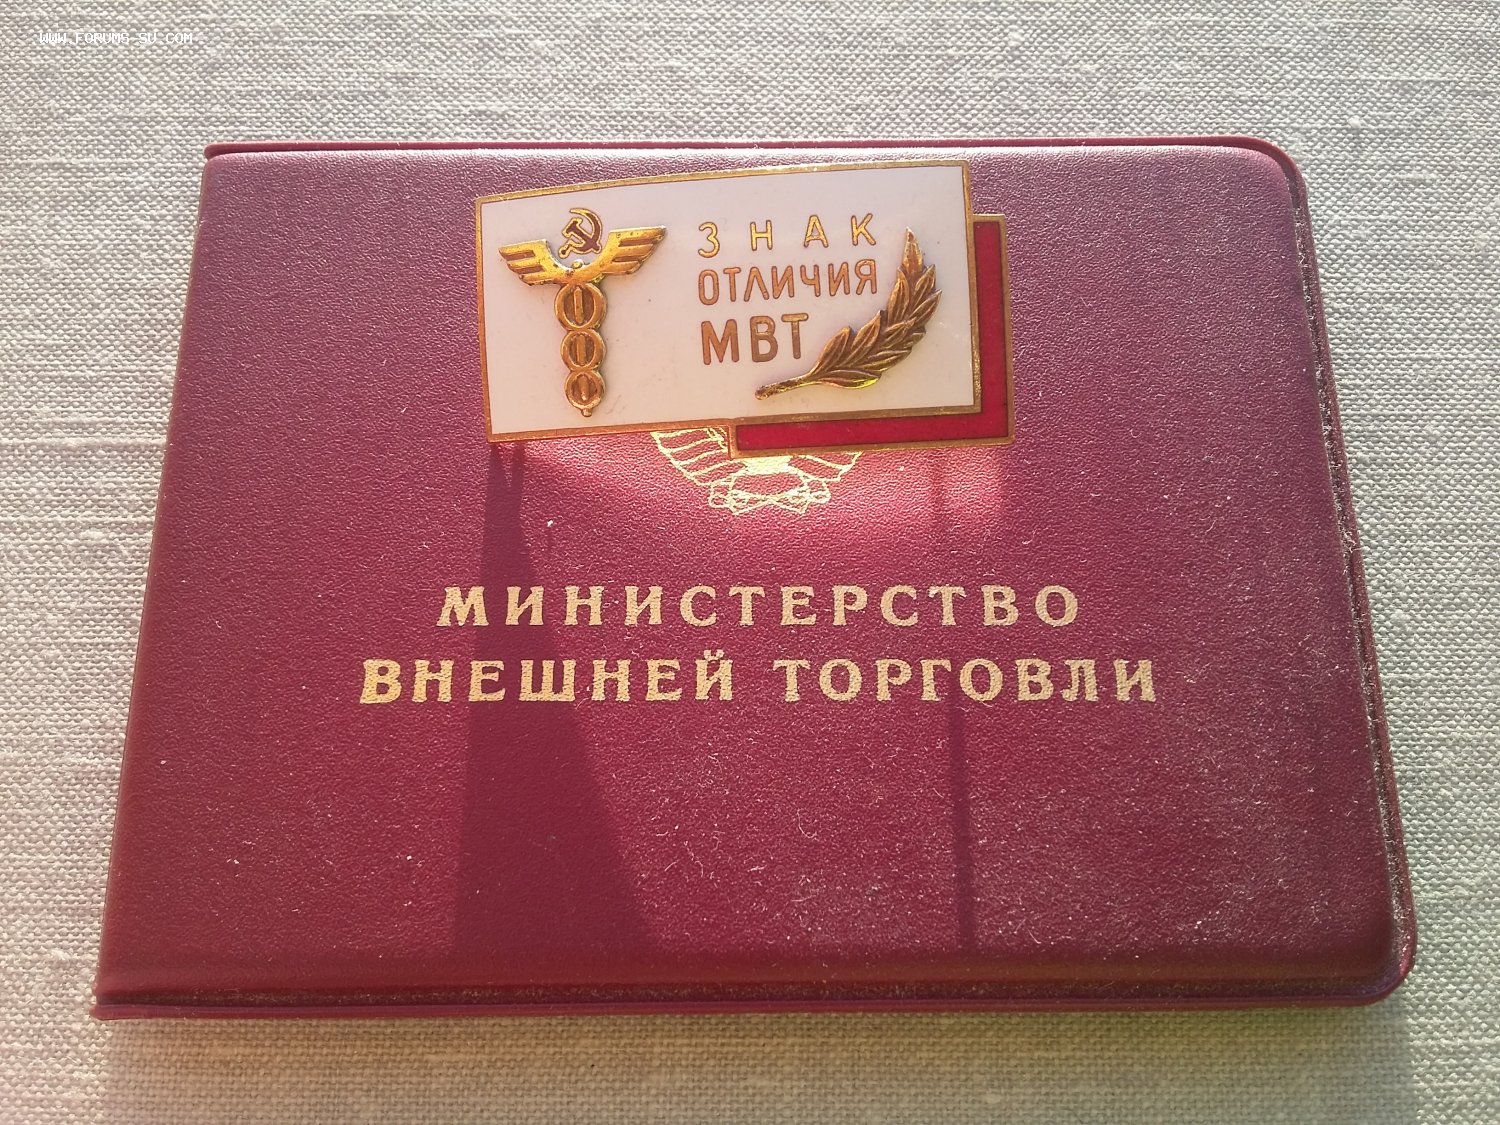 WWW.FORUMS-SU.COM
ЗНАК
ОТЛИЧИЯ
МВТ
МИНИСТЕРСТВО
ВНЕШНЕЙ ТОРГОВЛИ